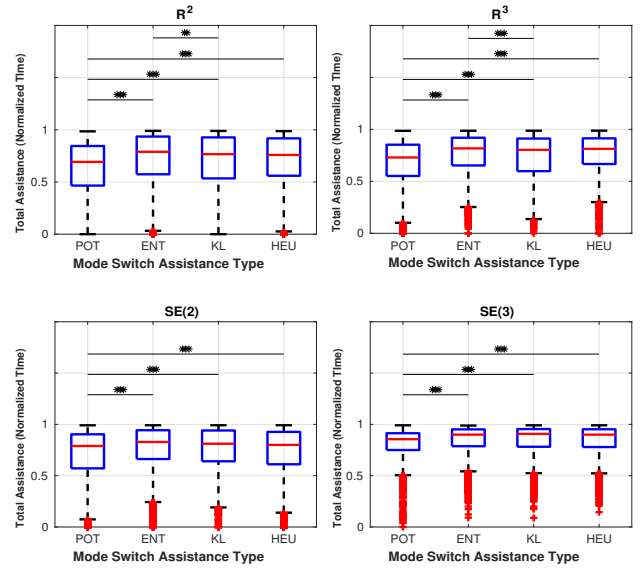 R²
Total Assistance (Normalized TIme)
1
0.5
0
** 
***
***
***
POT ENT KL HEU
Mode Switch Assistance Type
R³
Total Assistance (Normalized TIme)
1
0.5
0
***
***
***
***
POT ENT KL HEU
Mode Switch Assistance Type
SE(2)
Total Assistance (Normalized TIme)
1
0.5
0
***
***
***
POT ENT KL HEU
Mode Switch Assistance Type
SE(3)
Total Assistance (Normalized TIme)
1
0.5
0
***
***
POT ENT KL HEU
Mode Switch Assistance Type